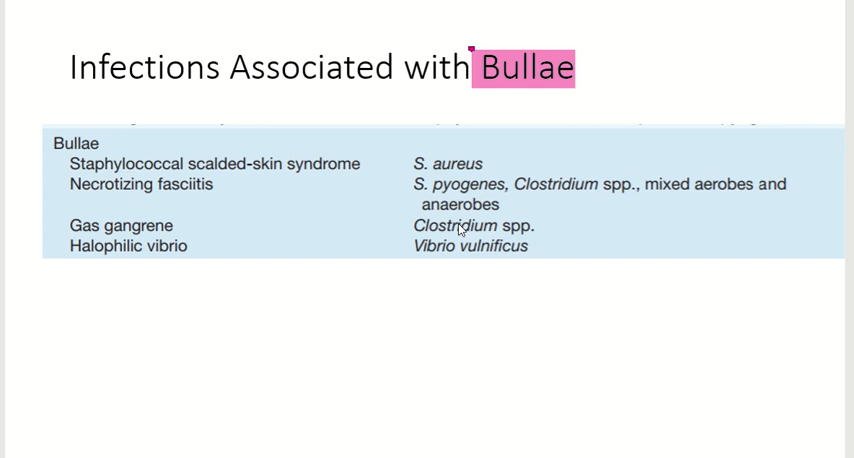 Infections Associated with Bullae
Bullae
Staphylococcal scalded-skin syndrome S. aureus
Necrotizing fasciitis S. pyogenes, Clostridium spp., mixed aerobes and
anaerobes
Gas gangrene Clostridium spp.
Halophilic vibrio Vibrio vulnificus